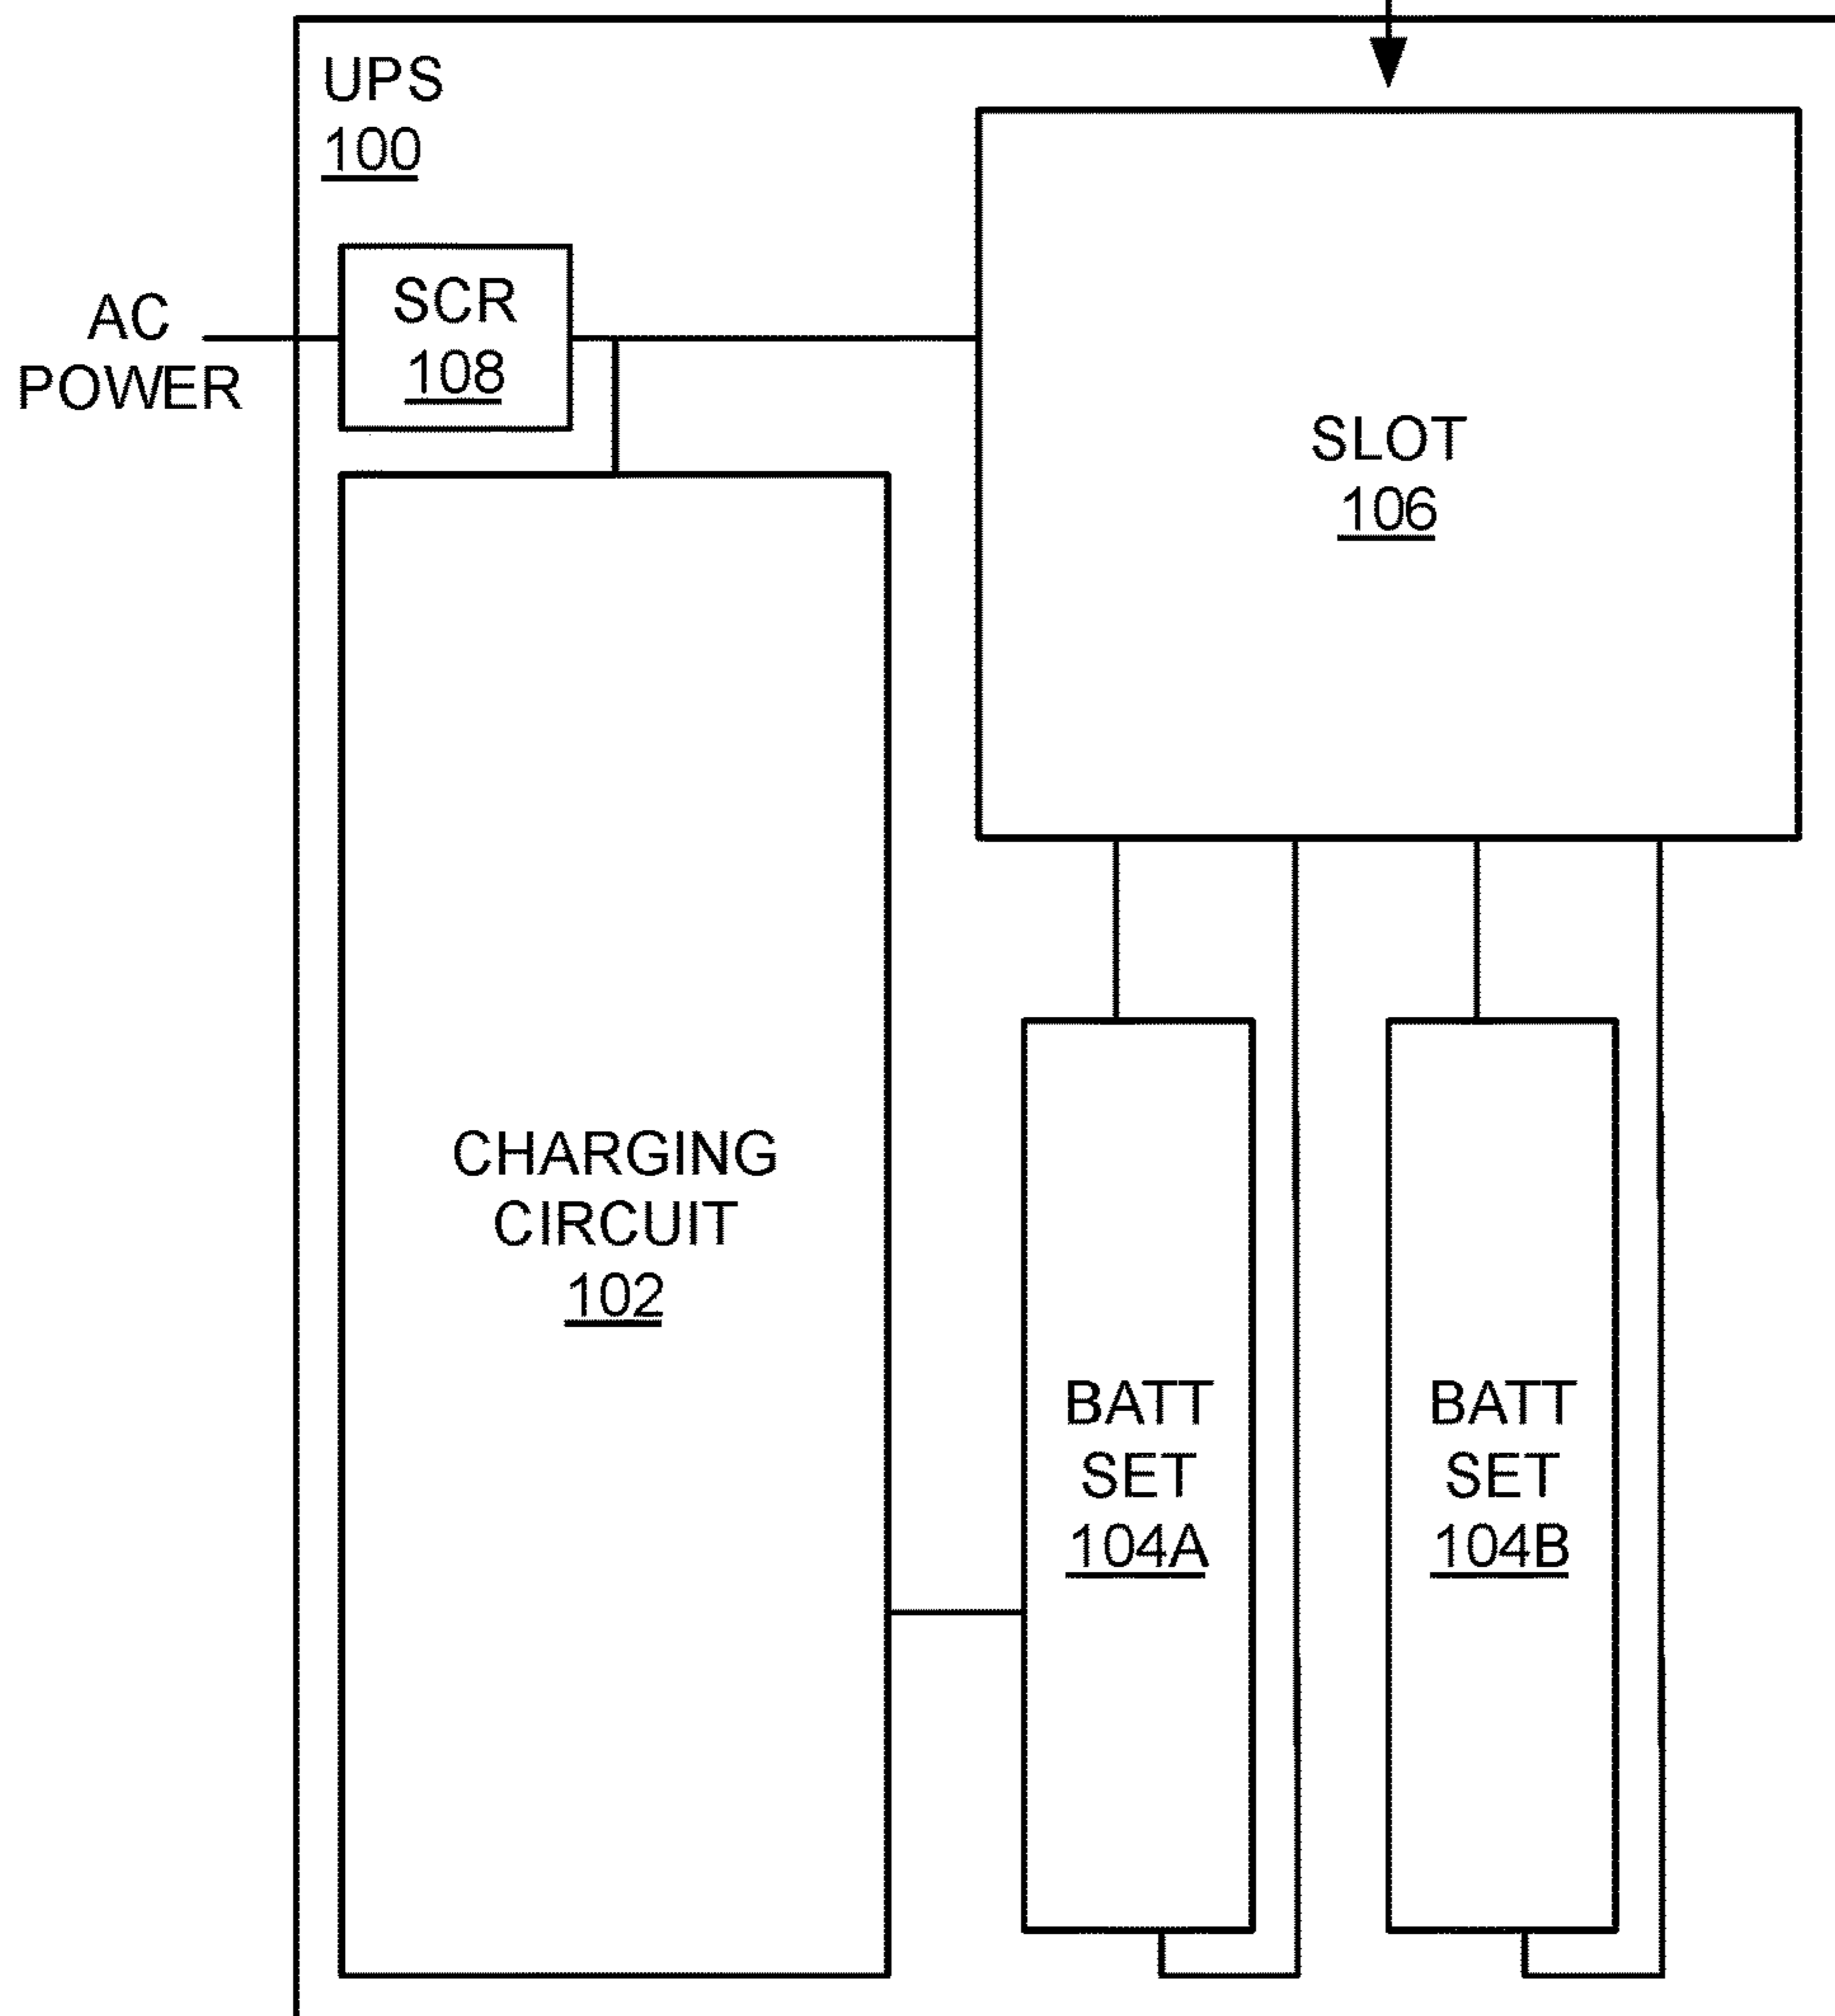 UPS
100
AC
POWER
SCR
108
SLOT
106
CHARGING
CIRCUIT
102
BATT
SET
104A
BATT
SET
104B